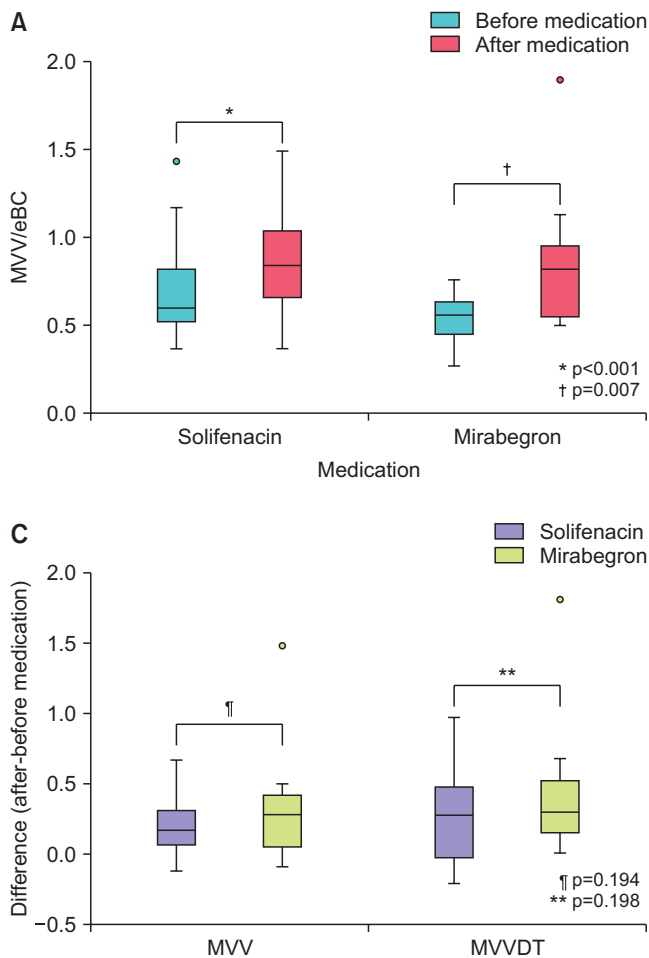 A
Before medication
After medication
2.0
1.5
1.0
0.5
0.0
MVV/eBC
*
†
* p<0.001
† p=0.007
Solifenacin
Mirabegron
Medication
C
Solifenacin
Mirabegron
2.0
1.5
1.0
0.5
0.0
−0.5
Difference (after-before medication)
¶
**
¶ p=0.194
** p=0.198
MVV
MVVDT